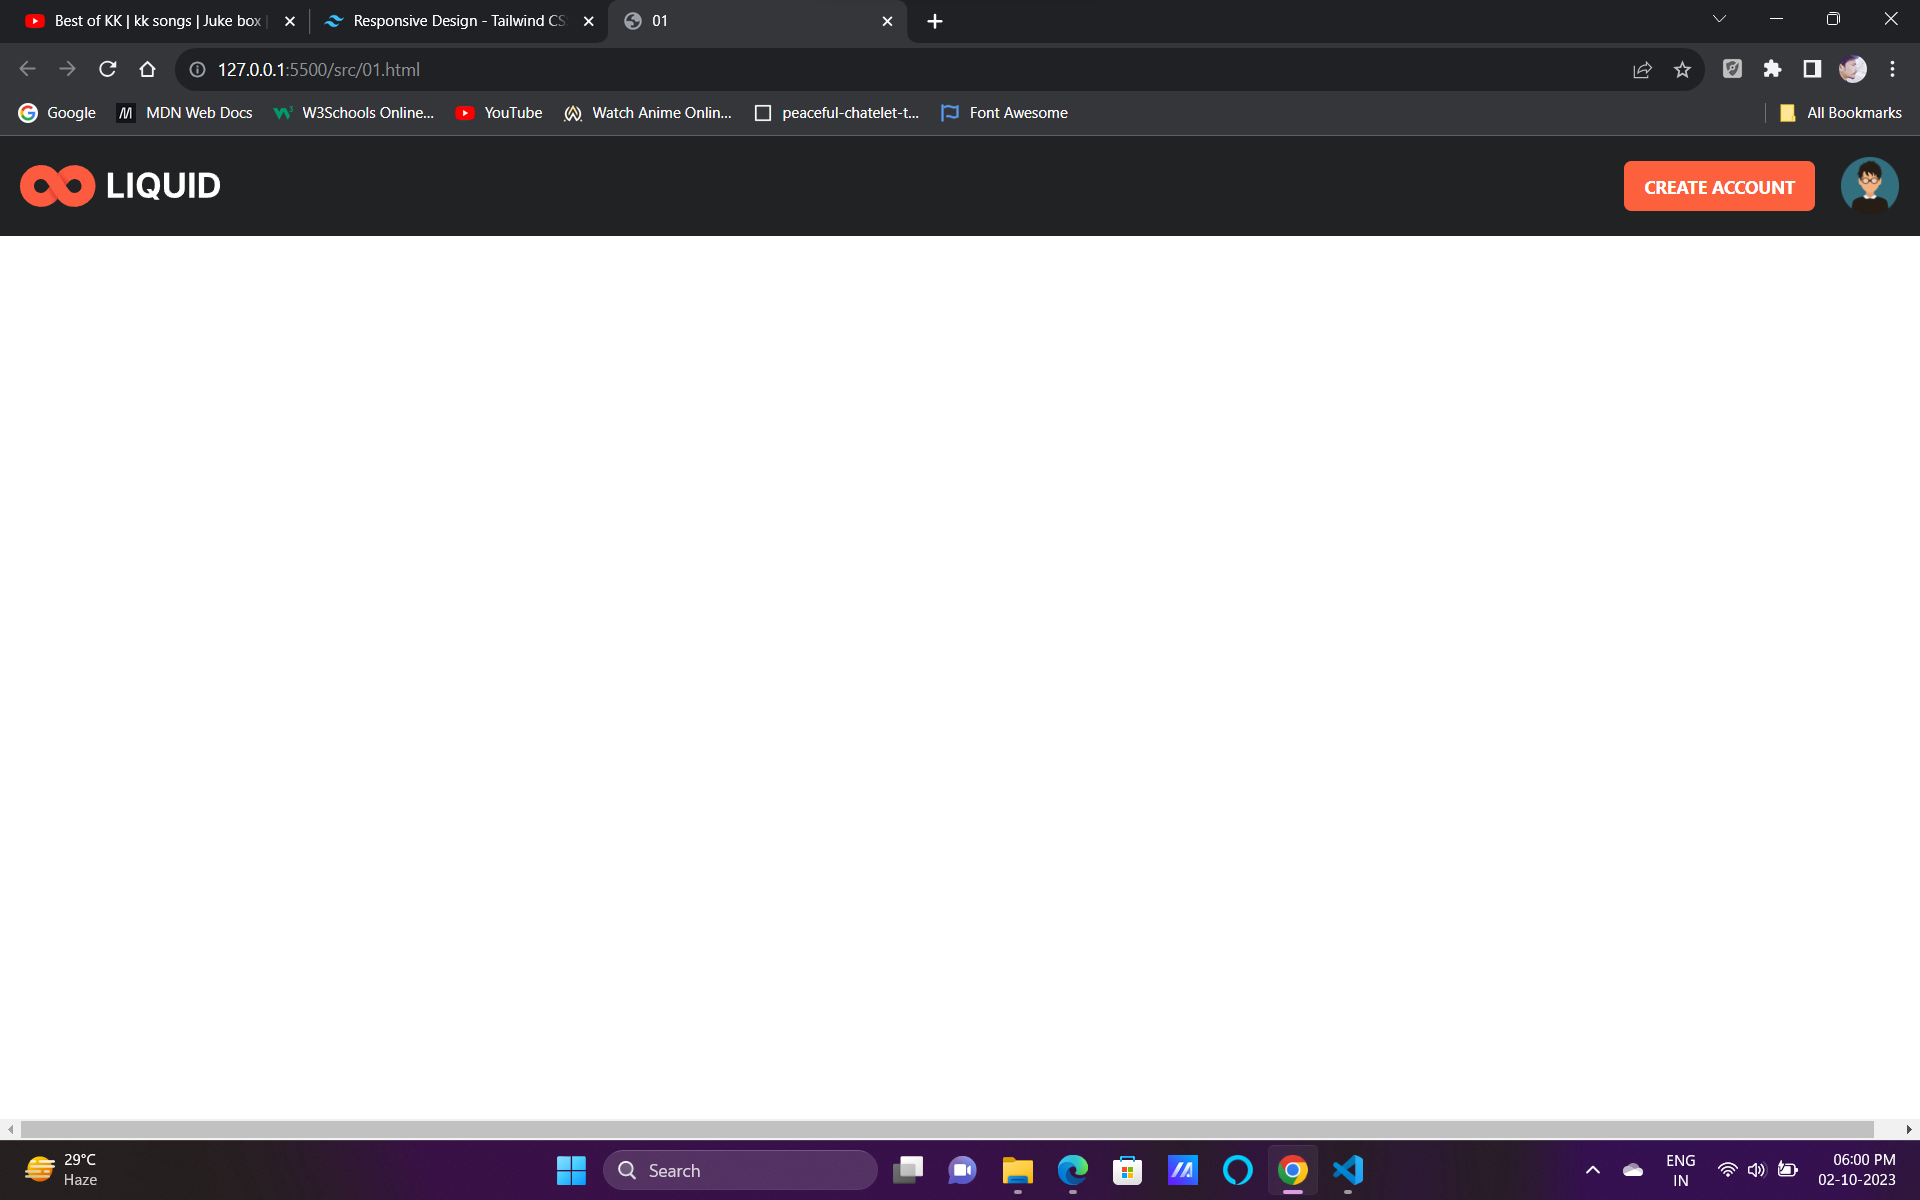 Best of KK | kk songs | Juke box |
Responsive Design - Tailwind CS
01
127.0.0.1:5500/src/01.html
Google
MDN Web Docs
W3Schools Online...
YouTube
Watch Anime Onlin...
peaceful-chatelet-t...
Font Awesome
All Bookmarks
LIQUID
CREATE ACCOUNT
29°C
Haze
Search
ENG
IN
06:00 PM
02-10-2023